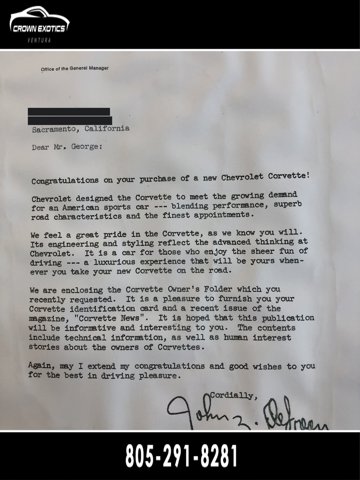 CROWN EXOTICS
VENTURA
Office of the General Manager
Sacramento, California
Dear Mr. George:
Congratulations on your purchase of a new Chevrolet Corvette!
Chevrolet designed the Corvette to meet the growing demand
for an American sports car --- blending performance, superb
road characteristics and the finest appointments.
We feel a great pride in the Corvette, as we know you will.
Its engineering and styling reflect the advanced thinking at
Chevrolet. It is a car for those who enjoy the sheer fun of
driving --- a luxurious experience that will be yours when-
ever you take your new Corvette on the road.
We are enclosing the Corvette Owner's Folder which you
recently requested. It is a pleasure to furnish you your
Corvette identification card and a recent issue of the
magazine, "Corvette News". It is hoped that this publication
will be informative and interesting to you. The contents
include technical information, as well as human interest
stories about the owners of Corvettes.
Again, may I extend my congratulations and good wishes to you
for the best in driving pleasure.
Cordially,
John Z. DeLorean
805-291-8281